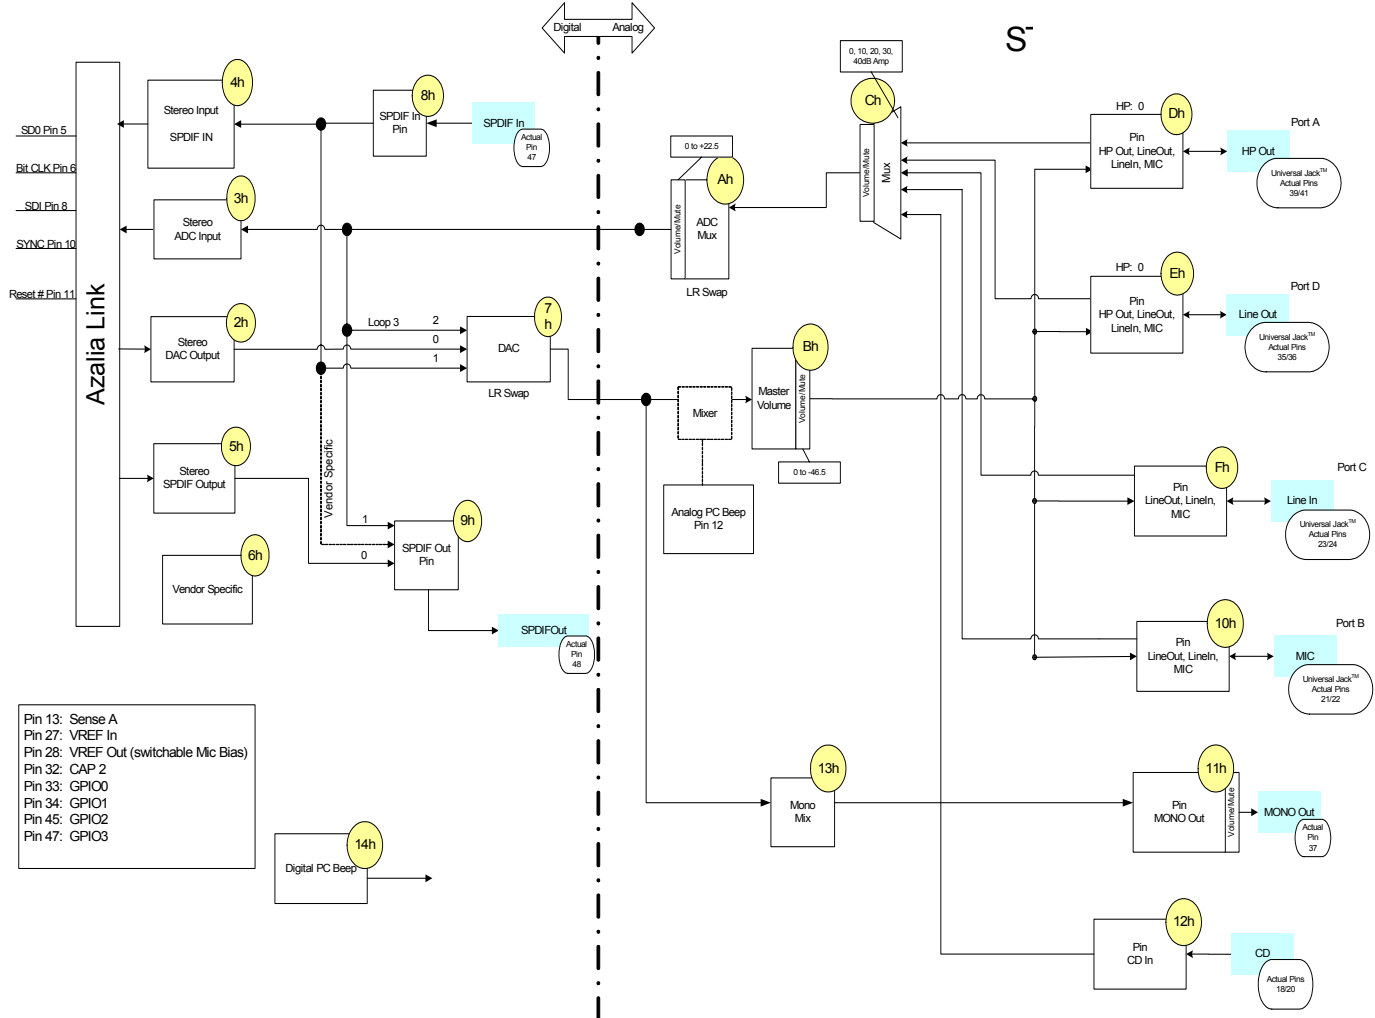 Digital
Analog
S-
0, 10, 20, 30,
40dB Amp
4h
Stereo Input
SPDIF IN
8h
SPDIF In
Pin
SPDIF In
Actual
Pin
47
Ch
Volume/Mute
Mux
HP: 0
Dh
Pin
HP Out, LineOut,
LineIn, MIC
Port A
HP Out
Universal Jack™
Actual Pins
39/41
SD0 Pin 5
Bit CLK Pin 6
SDI Pin 8
SYNC Pin 10
Reset # Pin 11
Azalia Link
3h
Stereo
ADC Input
0 to +22.5
Ah
Volume/Mute
ADC
Mux
LR Swap
HP: 0
Eh
Pin
HP Out, LineOut,
LineIn, MIC
Port D
Line Out
Universal Jack™
Actual Pins
35/36
2h
Stereo
DAC Output
Loop 3
2
0
1
7
h
DAC
LR Swap
Mixer
Bh
Master
Volume
Volume/Mute
0 to -46.5
Analog PC Beep
Pin 12
5h
Stereo
SPDIF Output
Vendor Specific
1
0
9h
SPDIF Out
Pin
SPDIFOut
Actual
Pin
48
6h
Vendor Specific
Fh
Pin
LineOut, LineIn,
MIC
Port C
Line In
Universal Jack™
Actual Pins
23/24
10h
Pin
LineOut, LineIn,
MIC
Port B
MIC
Universal Jack™
Actual Pins
21/22
Pin 13: Sense A
Pin 27: VREF In
Pin 28: VREF Out (switchable Mic Bias)
Pin 32: CAP 2
Pin 33: GPIO0
Pin 34: GPIO1
Pin 45: GPIO2
Pin 47: GPIO3
13h
Mono
Mix
11h
Pin
MONO Out
Volume/Mute
MONO Out
Actual
Pin
37
14h
Digital PC Beep
12h
Pin
CD In
CD
Actual Pins
18/20